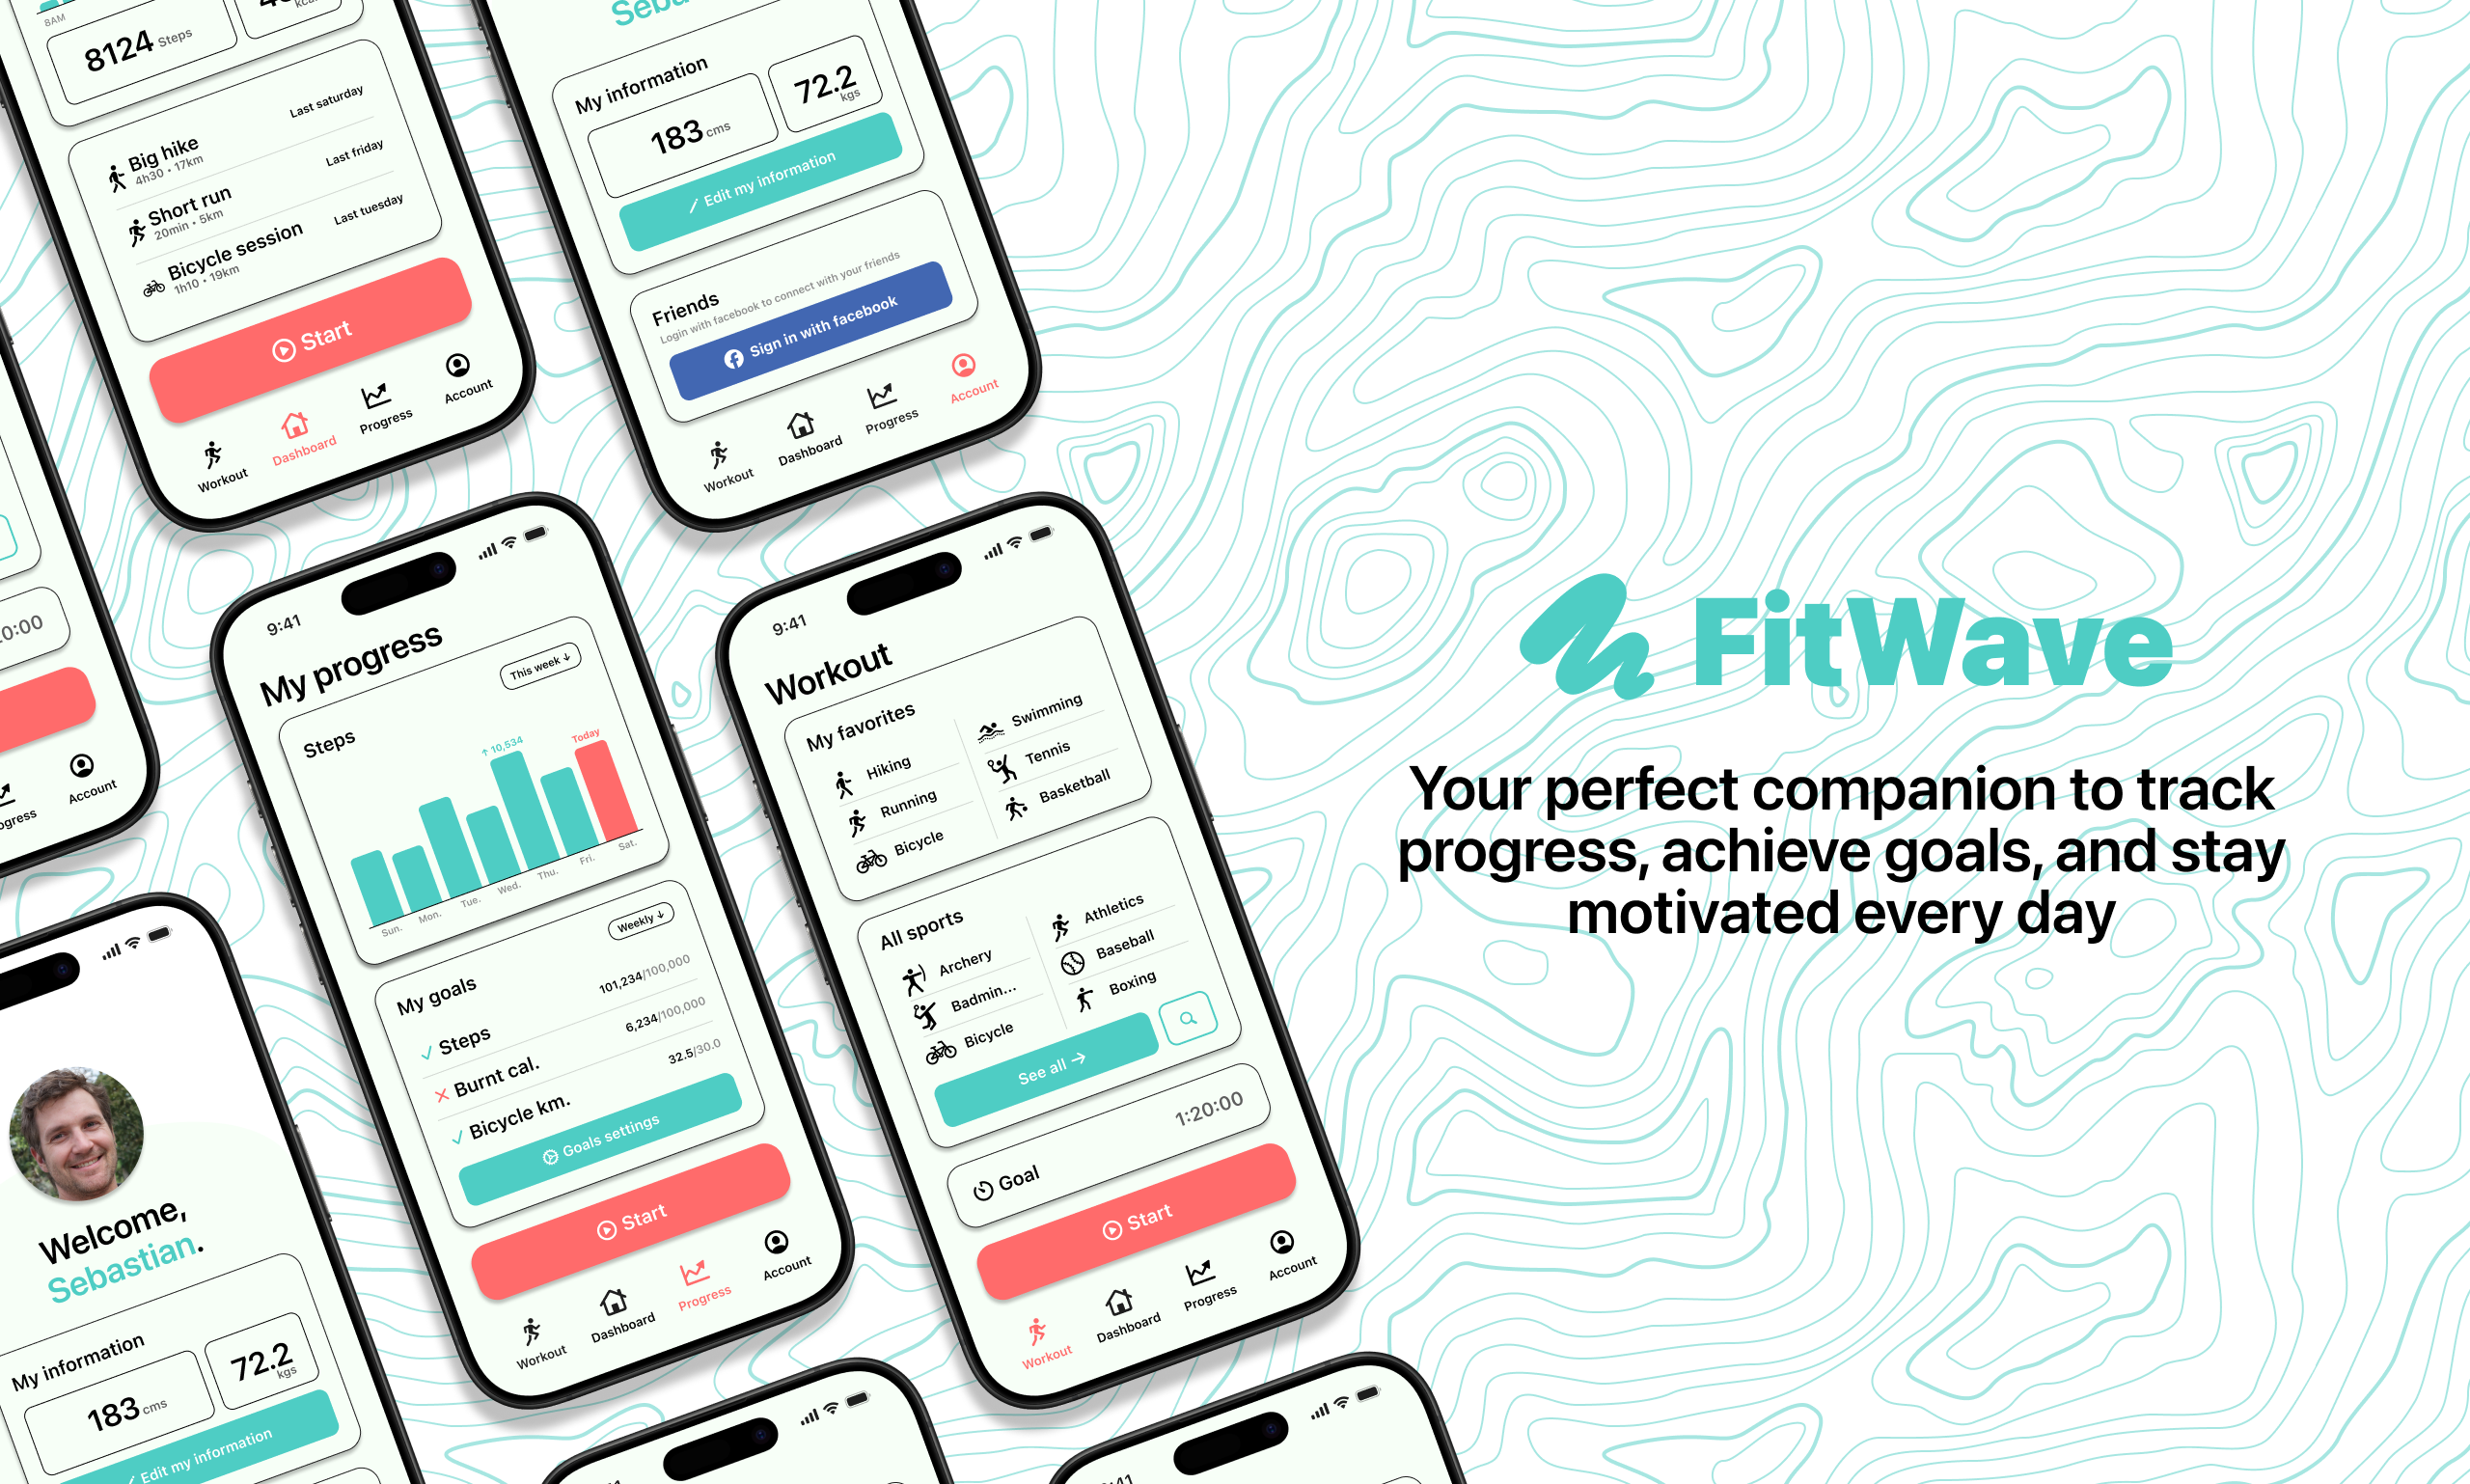 8AM
8124 Steps
Big hike
4h30 • 17km
Last saturday
Short run
20min • 5km
Last friday
Bicycle session
1h10 • 19km
Last tuesday
Start
Workout
Dashboard
Progress
Account
My information
183 cms
72.2
kgs
Edit my information
Friends
Login with facebook to connect with your friends
Sign in with facebook
Workout
Dashboard
Progress
Account
Account
9:41
My progress
Steps
This week ↓
↑ 10,534
Today
Sun.
Mon.
Tue.
Wed.
Thu.
Fri.
Sat.
My goals
Weekly ↓
Steps
101,234/100,000
Burnt cal.
6,234/100,000
Bicycle km.
32.5/30.0
Goals settings
Start
Workout
Dashboard
Progress
Account
9:41
Workout
My favorites
Hiking
Running
Bicycle
Swimming
Tennis
Basketball
All sports
Archery
Badmin...
Bicycle
Athletics
Baseball
Boxing
See all →
Goal
1:20:00
Start
Workout
Dashboard
Progress
Account
Welcome,
Sebastian.
My information
183 cms
72.2
kgs
Edit my information
FitWave
Your perfect companion to track
progress, achieve goals, and stay
motivated every day